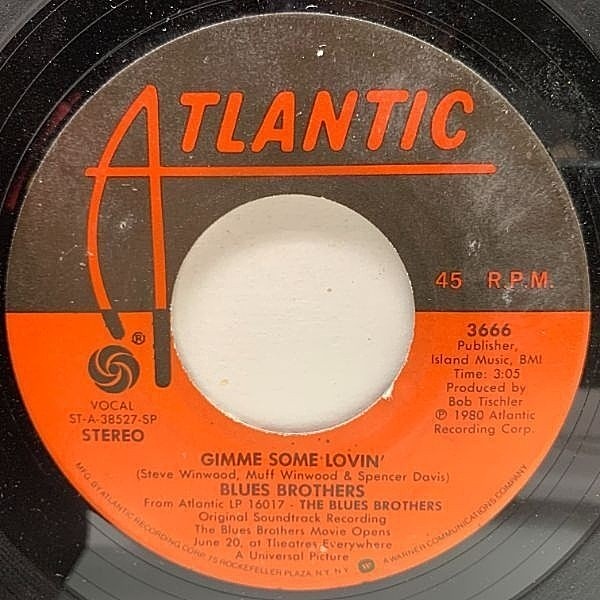 ATLANTIC
45 R.P.M.
®
3666
Publisher,
Island Music, BMI
Time: 3:05
Produced by
Bob Tischler
℗ 1980 Atlantic
Recording Corp.
VOCAL
ST-A-38527-SP
STEREO
GIMME SOME LOVIN'
(Steve Winwood, Muff Winwood & Spencer Davis)
BLUES BROTHERS
From Atlantic LP 16017 - THE BLUES BROTHERS
Original Soundtrack Recording
The Blues Brothers Movie Opens
June 20, at Theatres Everywhere
A Universal Picture
MFG. BY ATLANTIC RECORDING CORP. 75 ROCKEFELLER PLAZA, N.Y. N.Y. A WARNER COMMUNICATIONS COMPANY